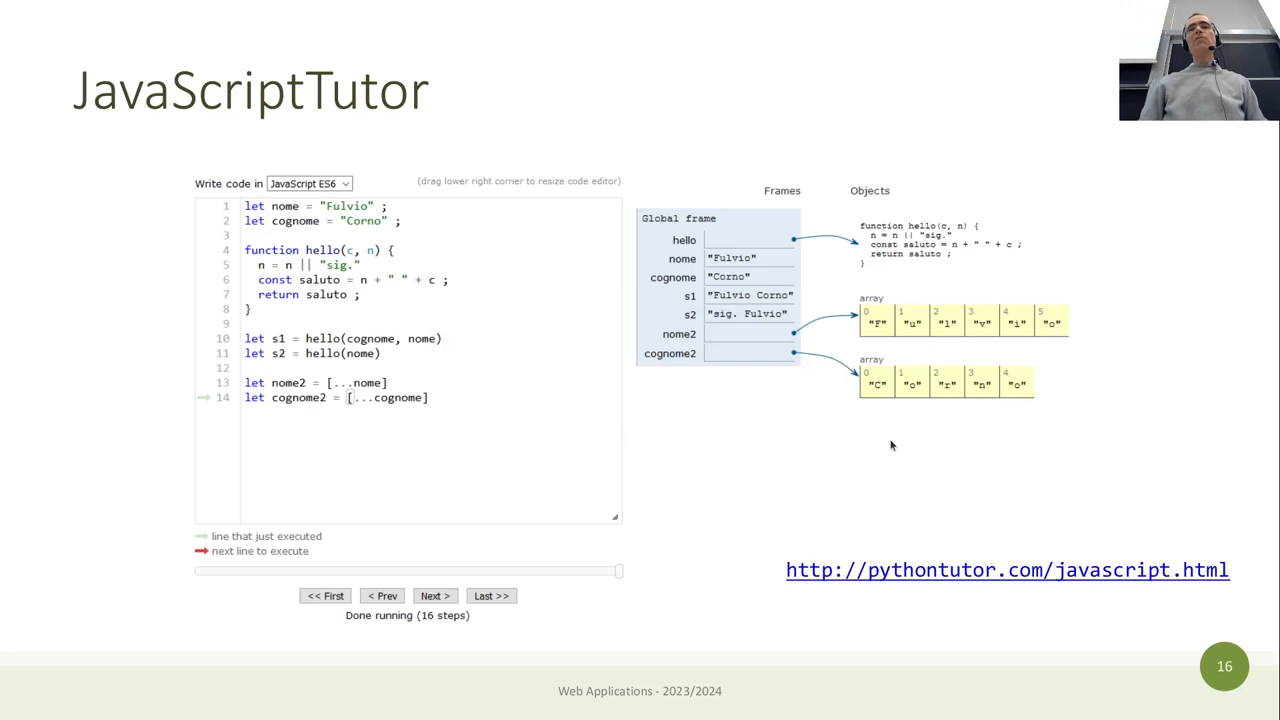 JavaScriptTutor
Write code in JavaScript ES6
(drag lower right corner to resize code editor)
1 let nome = "Fulvio" ;
2 let cognome = "Corno" ;
3
4 function hello(c, n) {
5 n = n || "sig."
6 const saluto = n + " " + c ;
7 return saluto ;
8 }
9
10 let s1 = hello(cognome, nome)
11 let s2 = hello(nome)
12
13 let nome2 = [...nome]
14 let cognome2 = [...cognome]
line that just executed
next line to execute
<< First < Prev Next > Last >>
Done running (16 steps)
Frames Objects
Global frame
hello
nome "Fulvio"
cognome "Corno"
s1 "Fulvio Corno"
s2 "sig. Fulvio"
nome2
cognome2
function hello(c, n) {
n = n || "sig."
const saluto = n + " " + c ;
return saluto ;
}
array
0 1 2 3 4 5
"F" "u" "l" "v" "i" "o"
array
0 1 2 3 4
"C" "o" "r" "n" "o"
http://pythontutor.com/javascript.html
16
Web Applications - 2023/2024